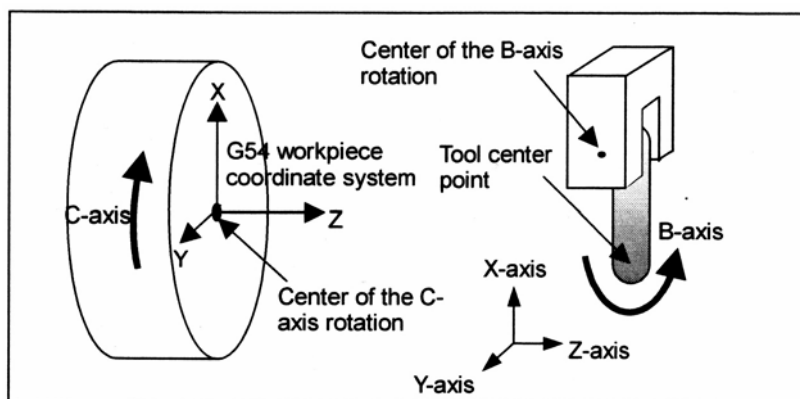 Center of the B-axis
rotation
X
G54 workpiece
coordinate system
Tool center
point
C-axis
Z
Y
B-axis
Center of the C-
axis rotation
X-axis
Z-axis
Y-axis